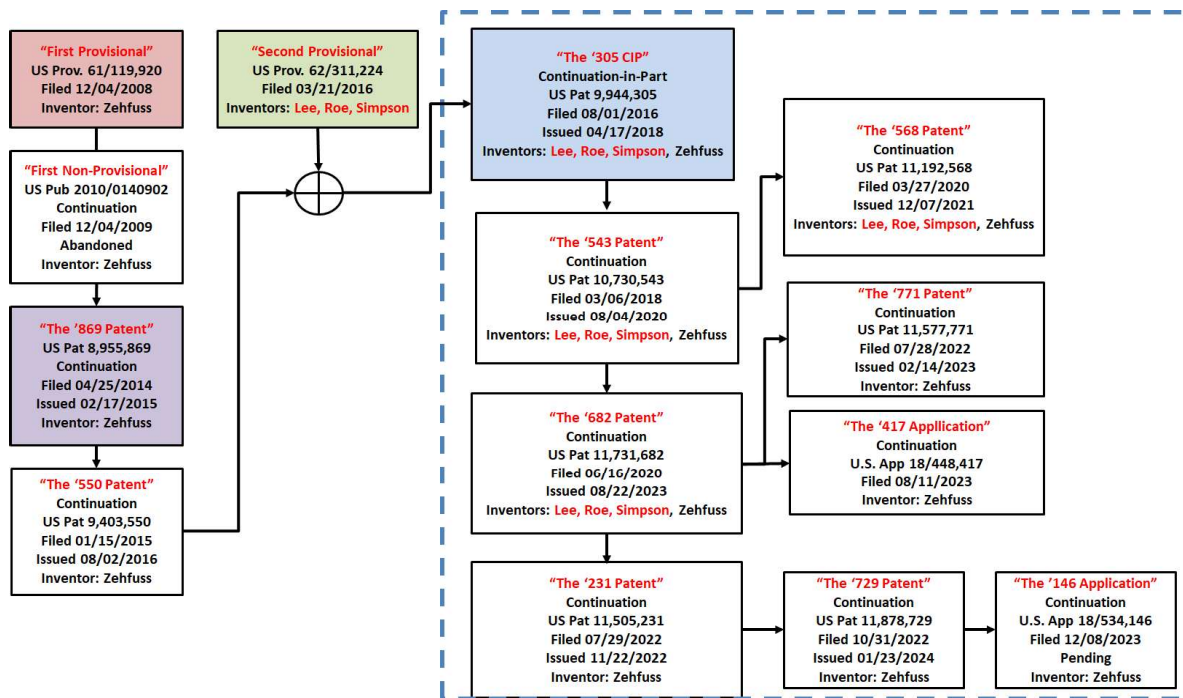 “First Provisional”
US Prov. 61/119,920
Filed 12/04/2008
Inventor: Zehfuss
“First Non-Provisional”
US Pub 2010/0140902
Continuation
Filed 12/04/2009
Abandoned
Inventor: Zehfuss
“The ’869 Patent”
US Pat 8,955,869
Continuation
Filed 04/25/2014
Issued 02/17/2015
Inventor: Zehfuss
“The ‘550 Patent”
Continuation
US Pat 9,403,550
Filed 01/15/2015
Issued 08/02/2016
Inventor: Zehfuss
“Second Provisional”
US Prov. 62/311,224
Filed 03/21/2016
Inventors: Lee, Roe, Simpson
“The ‘305 CIP”
Continuation-in-Part
US Pat 9,944,305
Filed 08/01/2016
Issued 04/17/2018
Inventors: Lee, Roe, Simpson, Zehfuss
“The ‘543 Patent”
Continuation
US Pat 10,730,543
Filed 03/06/2018
Issued 08/04/2020
Inventors: Lee, Roe, Simpson, Zehfuss
“The ‘682 Patent”
Continuation
US Pat 11,731,682
Filed 06/16/2020
Issued 08/22/2023
Inventors: Lee, Roe, Simpson, Zehfuss
“The ‘231 Patent”
Continuation
US Pat 11,505,231
Filed 07/29/2022
Issued 11/22/2022
Inventor: Zehfuss
“The ‘568 Patent”
Continuation
US Pat 11,192,568
Filed 03/27/2020
Issued 12/07/2021
Inventors: Lee, Roe, Simpson, Zehfuss
“The ‘771 Patent”
Continuation
US Pat 11,577,771
Filed 07/28/2022
Issued 02/14/2023
Inventor: Zehfuss
“The ‘417 Appllication”
Continuation
U.S. App 18/448,417
Filed 08/11/2023
Inventor: Zehfuss
“The ‘729 Patent”
Continuation
US Pat 11,878,729
Filed 10/31/2022
Issued 01/23/2024
Inventor: Zehfuss
“The ’146 Application”
Continuation
U.S. App 18/534,146
Filed 12/08/2023
Pending
Inventor: Zehfuss